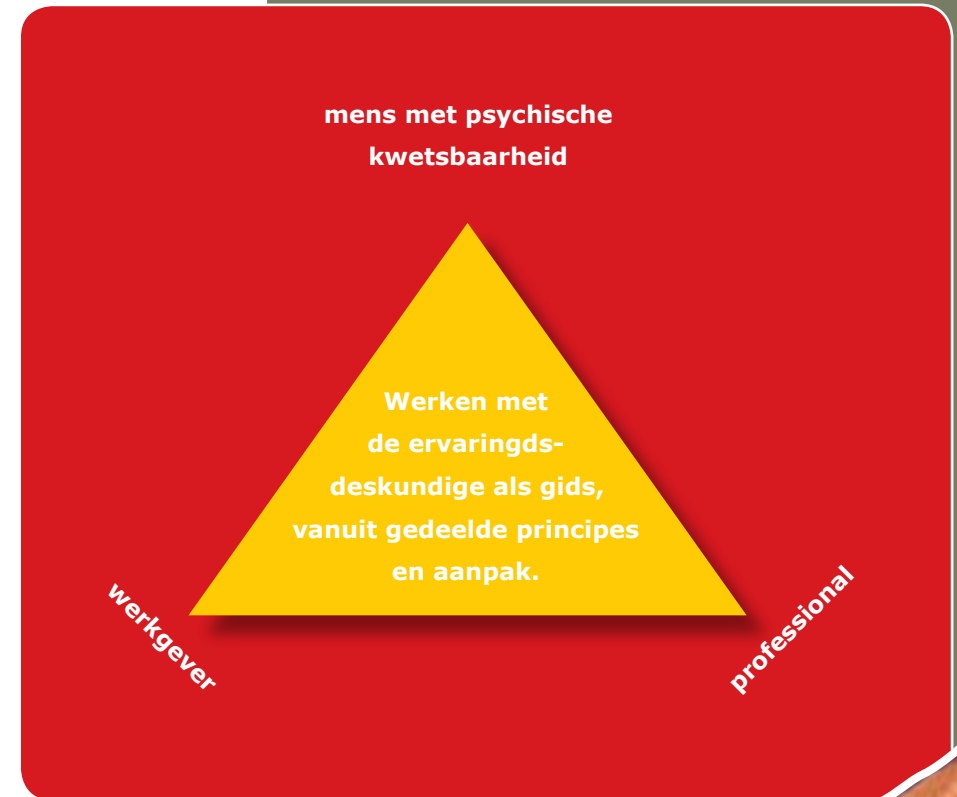 mens met psychische
kwetsbaarheid
Werken met
de ervaringds-
deskundige als gids,
vanuit gedeelde principes
en aanpak.
werkgever
professional